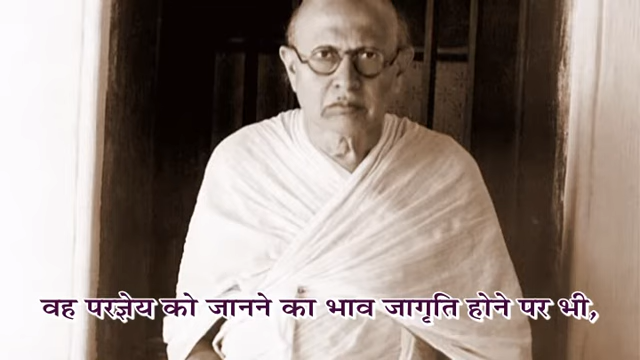 वह परज्ञेय को जानने का भाव जागृति होने पर भी,